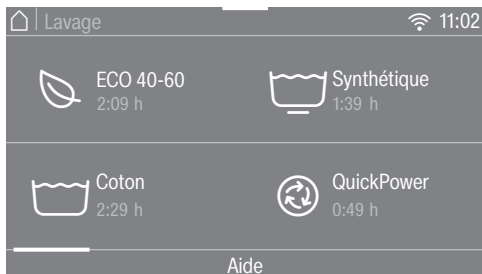 Lavage
11:02
ECO 40-60
2:09 h
Synthétique
1:39 h
Coton
2:29 h
QuickPower
0:49 h
Aide